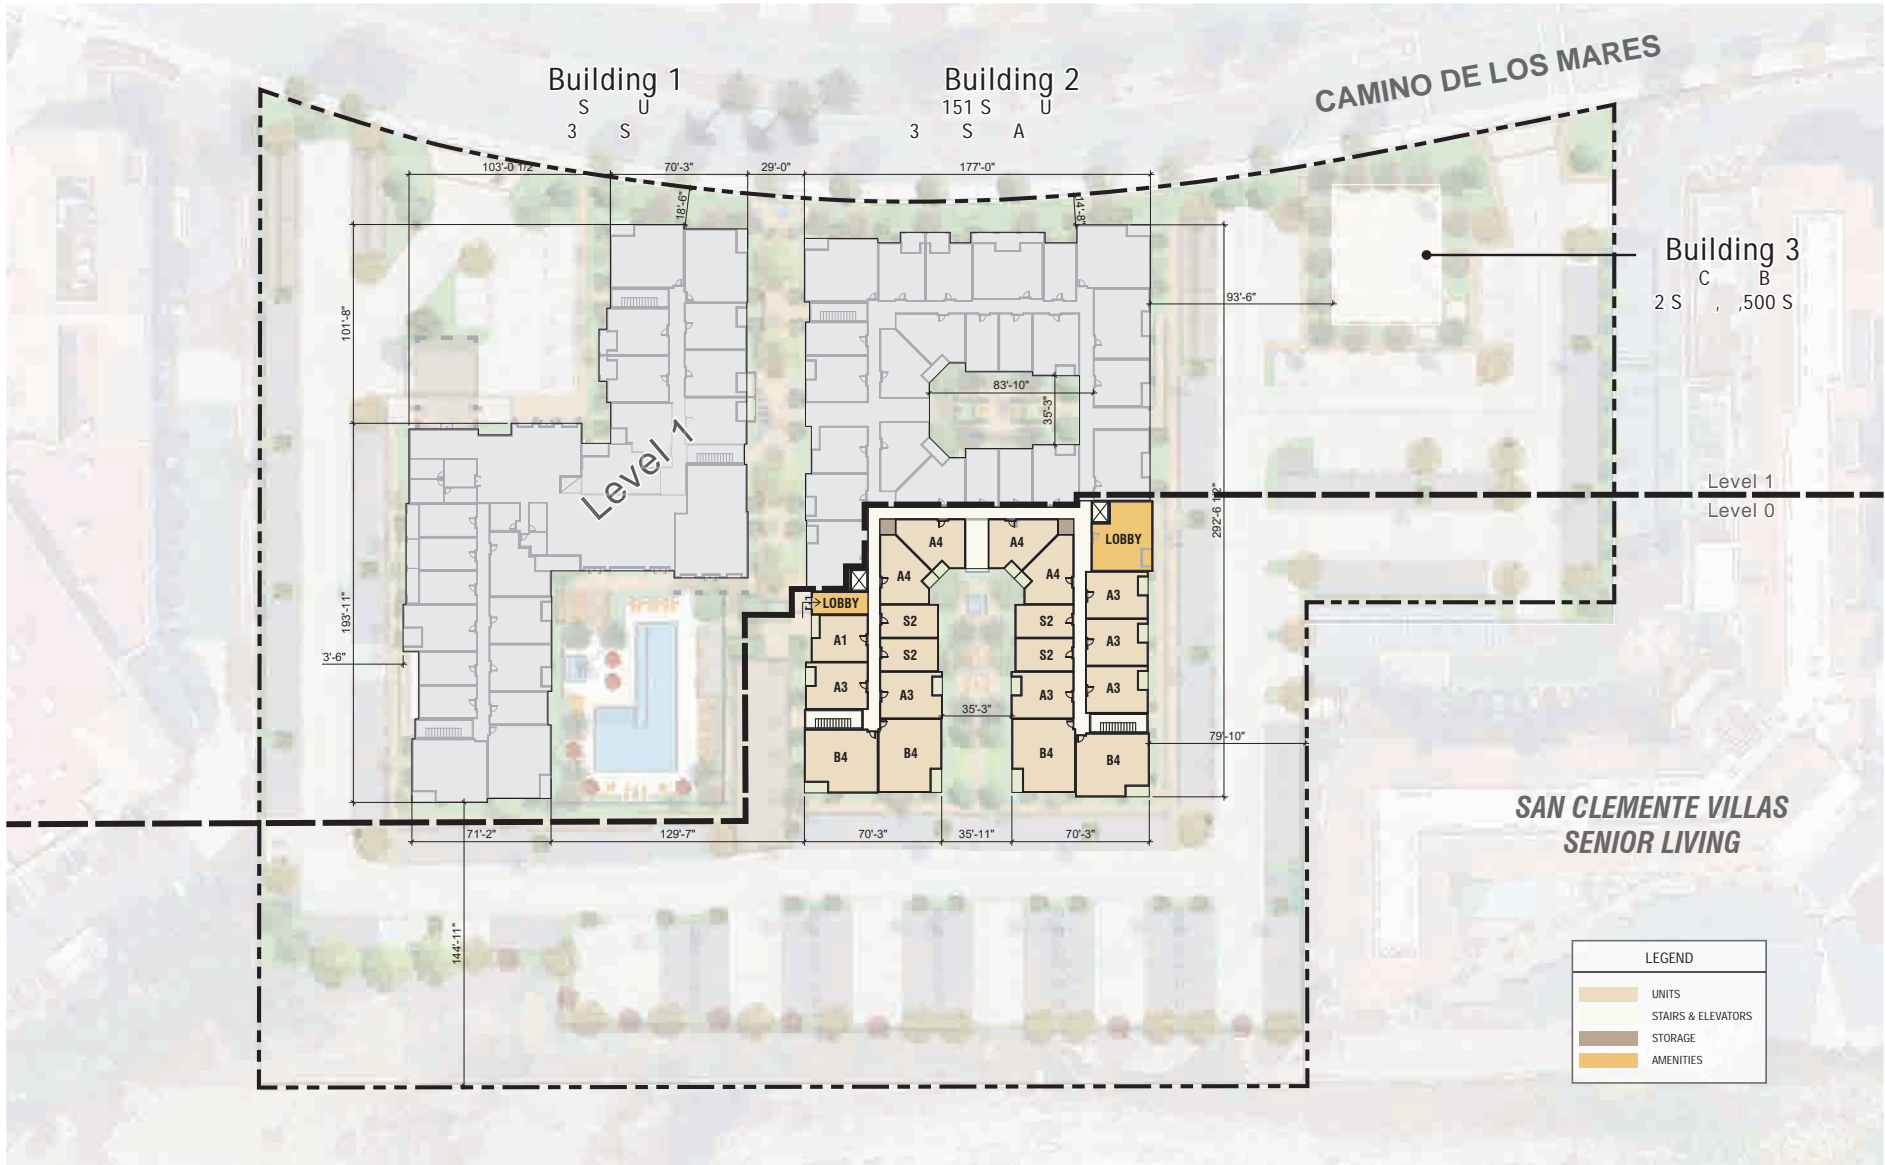 CAMINO DE LOS MARES
Building 1
S U
3 S
Building 2
151 S U
3 S A
Building 3
C B
2 S , ,500 S
103'-0 1/2"
70'-3"
29'-0"
177'-0"
18'-6"
14'-8"
101'-8"
93'-6"
83'-10"
35'-3"
Level 1
Level 1
Level 0
292'-6 1/2"
193'-11"
3'-6"
A4
A4
LOBBY
A4
A4
LOBBY
A3
S2
S2
A1
A3
S2
S2
A3
A3
A3
A3
35'-3"
79'-10"
B4
B4
B4
B4
71'-2"
129'-7"
70'-3"
35'-11"
70'-3"
144'-11"
SAN CLEMENTE VILLAS
SENIOR LIVING
LEGEND
UNITS
STAIRS & ELEVATORS
STORAGE
AMENITIES